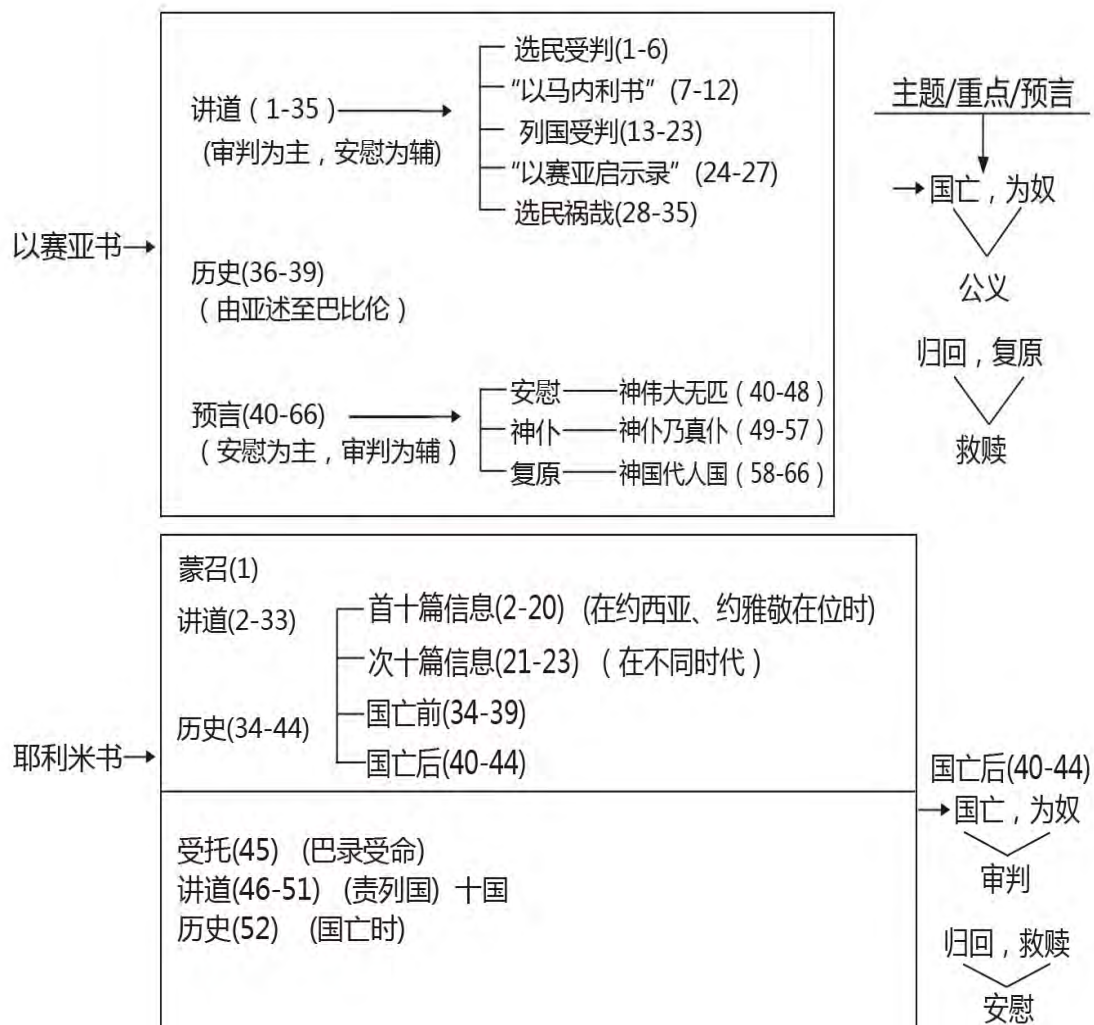 选民受判(1-6)
讲道（1-35）
“以马内利书”（7-12）
(审判为主，安慰为辅)
列国受判(13-23)
“以赛亚启示录”（24-27）
选民祸哉(28-35)
主题/重点/预言
国亡，为奴
公义
归回，复原
救赎
以赛亚书
历史(36-39)
（由亚述至巴比伦）
预言(40-66)
（安慰为主，审判为辅）
安慰——神伟大无匹（40-48）
神仆——神仆乃真仆（49-57）
复原——神国代人国（58-66）
耶利米书
蒙召(1)
讲道(2-33)
首十篇信息(2-20) (在约西亚、约雅敬在位时)
次十篇信息(21-23) （在不同时代）
历史(34-44)
国亡前(34-39)
国亡后(40-44)
受托(45) (巴录受命)
讲道(46-51) (责列国) 十国
历史(52) (国亡时)
国亡后(40-44)
国亡，为奴
审判
归回，救赎
安慰